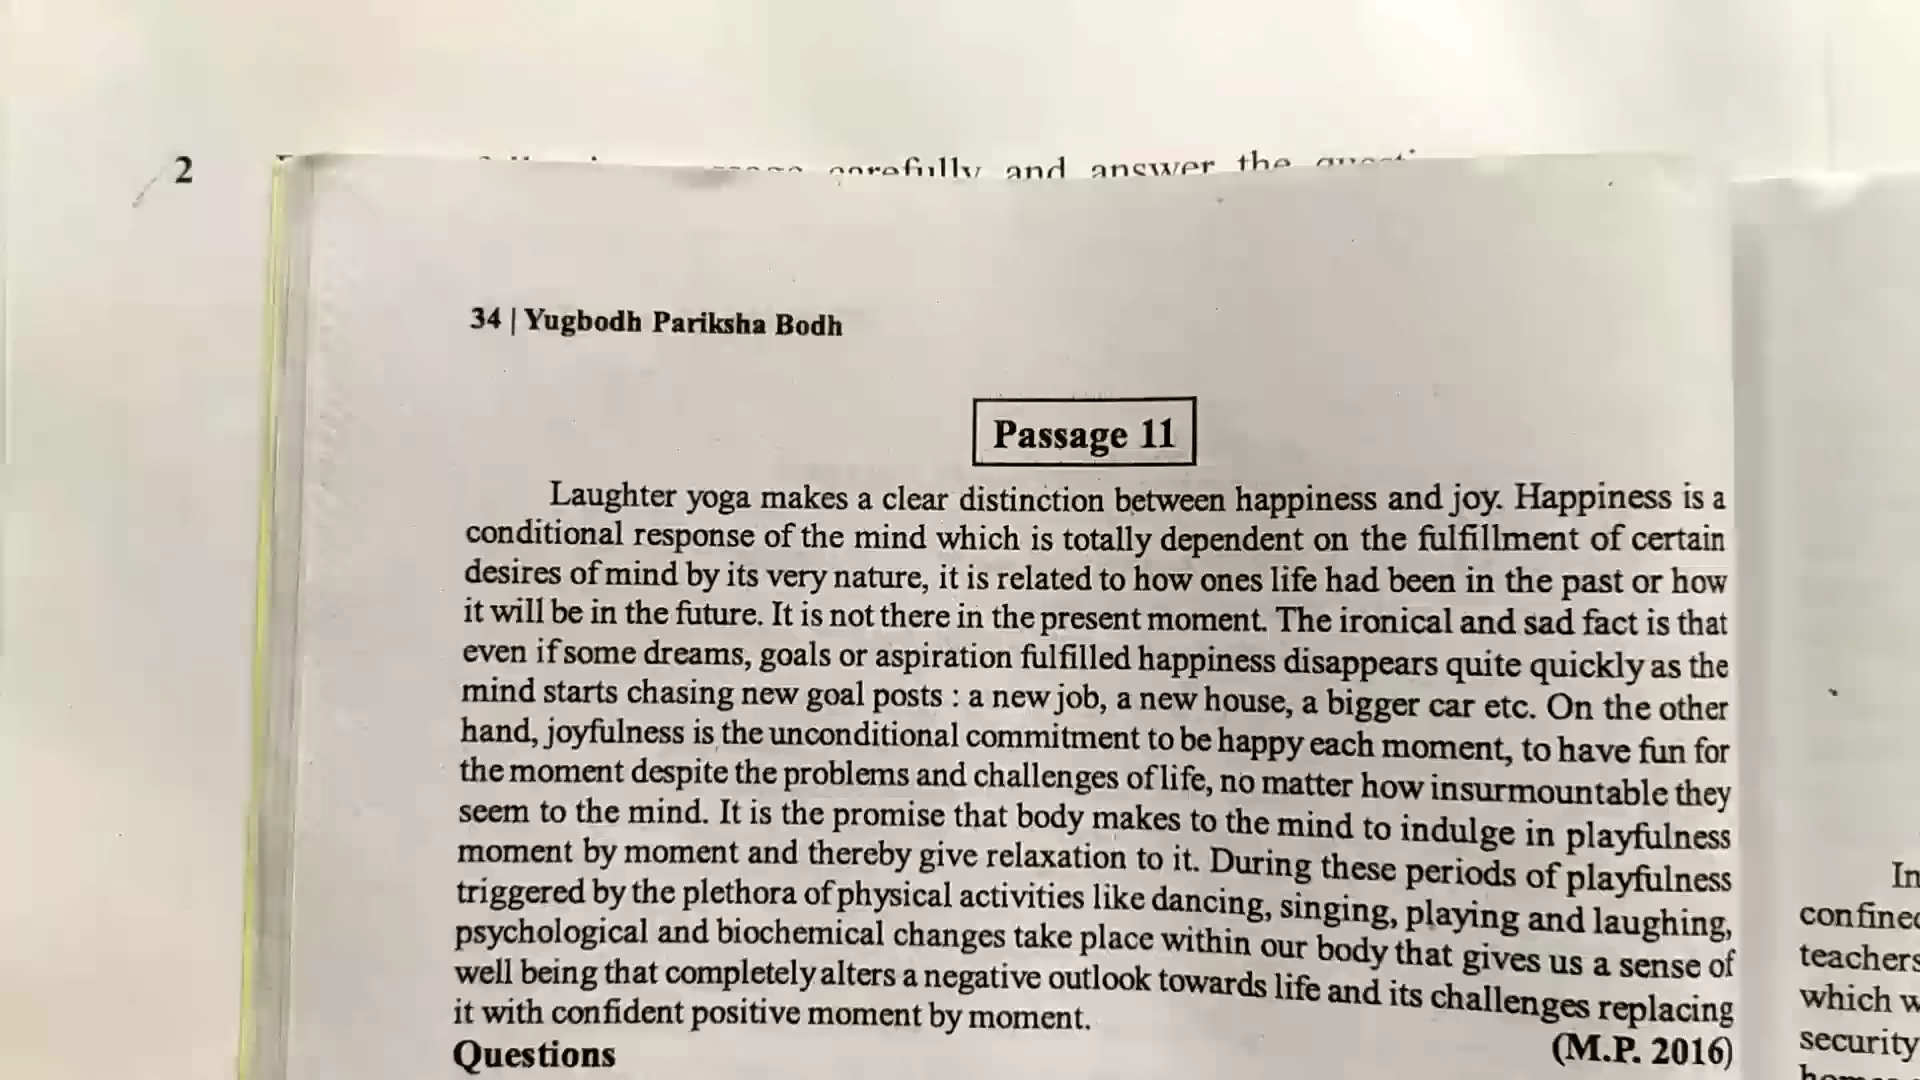 2
carefully and answer the
34 | Yugbodh Pariksha Bodh
Passage 11
Laughter yoga makes a clear distinction between happiness and joy. Happiness is a
conditional response of the mind which is totally dependent on the fulfillment of certain
desires of mind by its very nature, it is related to how ones life had been in the past or how
it will be in the future. It is not there in the present moment. The ironical and sad fact is that
even if some dreams, goals or aspiration fulfilled happiness disappears quite quickly as the
mind starts chasing new goal posts : a new job, a new house, a bigger car etc. On the other
hand, joyfulness is the unconditional commitment to be happy each moment, to have fun for
the moment despite the problems and challenges of life, no matter how insurmountable they
seem to the mind. It is the promise that body makes to the mind to indulge in playfulness
moment by moment and thereby give relaxation to it. During these periods of playfulness
triggered by the plethora of physical activities like dancing, singing, playing and laughing,
psychological and biochemical changes take place within our body that gives us a sense of
well being that completely alters a negative outlook towards life and its challenges replacing
it with confident positive moment by moment.
(M.P. 2016)
Questions
In
teachers
which w
security